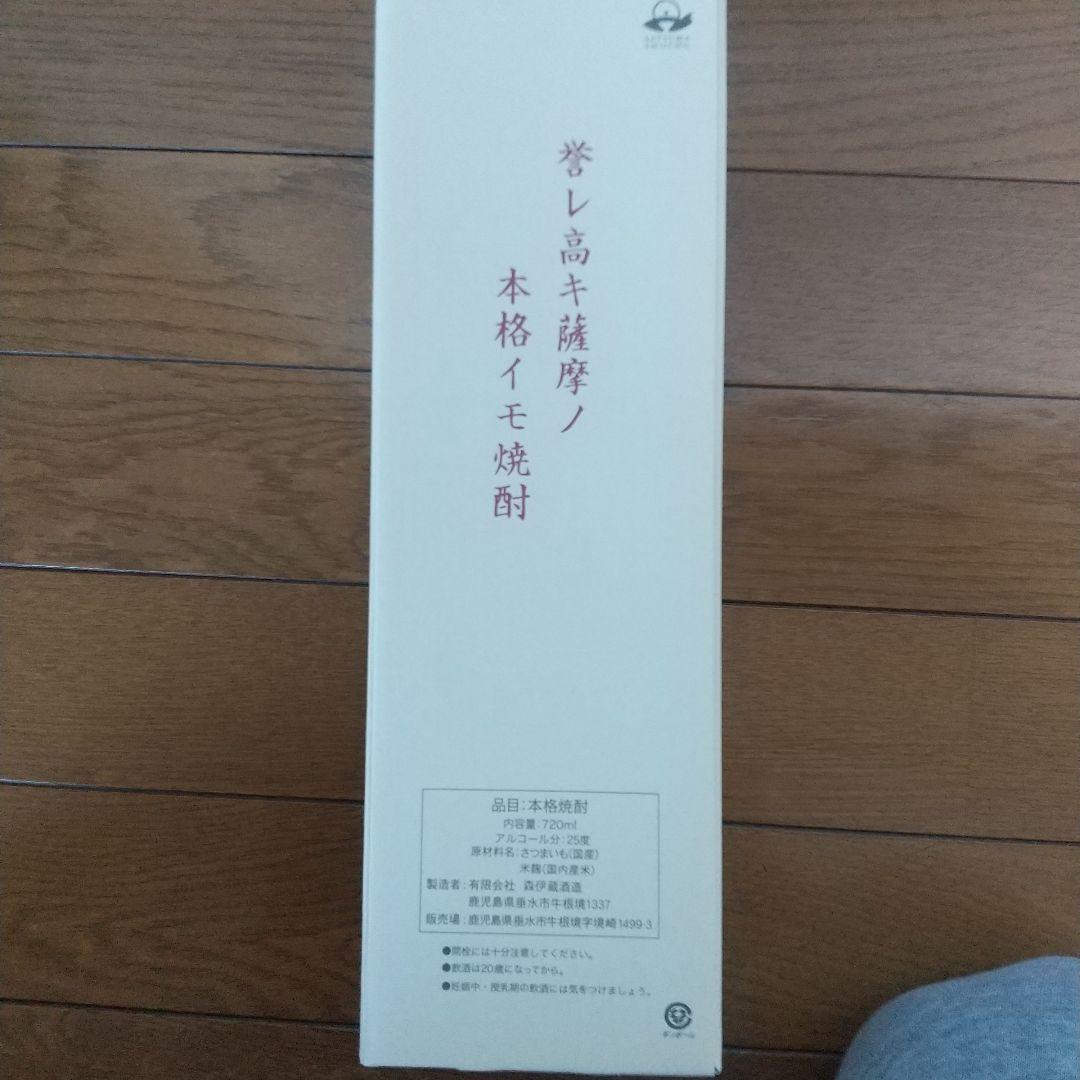 SATSUMA
SHOCHU
誉レ高キ薩摩ノ
本格イモ焼酎
品目:本格焼酎
内容量:720ml
アルコール分:25度
原材料名:さつまいも(国産)
米麹(国内産米)
製造者:有限会社 森伊蔵酒造
鹿児島県垂水市牛根境1337
販売場:鹿児島県垂水市牛根境字境崎1499-3
●開栓には十分注意してください。
●飲酒は20歳になってから。
●妊娠中・授乳期の飲酒には気をつけましょう。
ダンボール